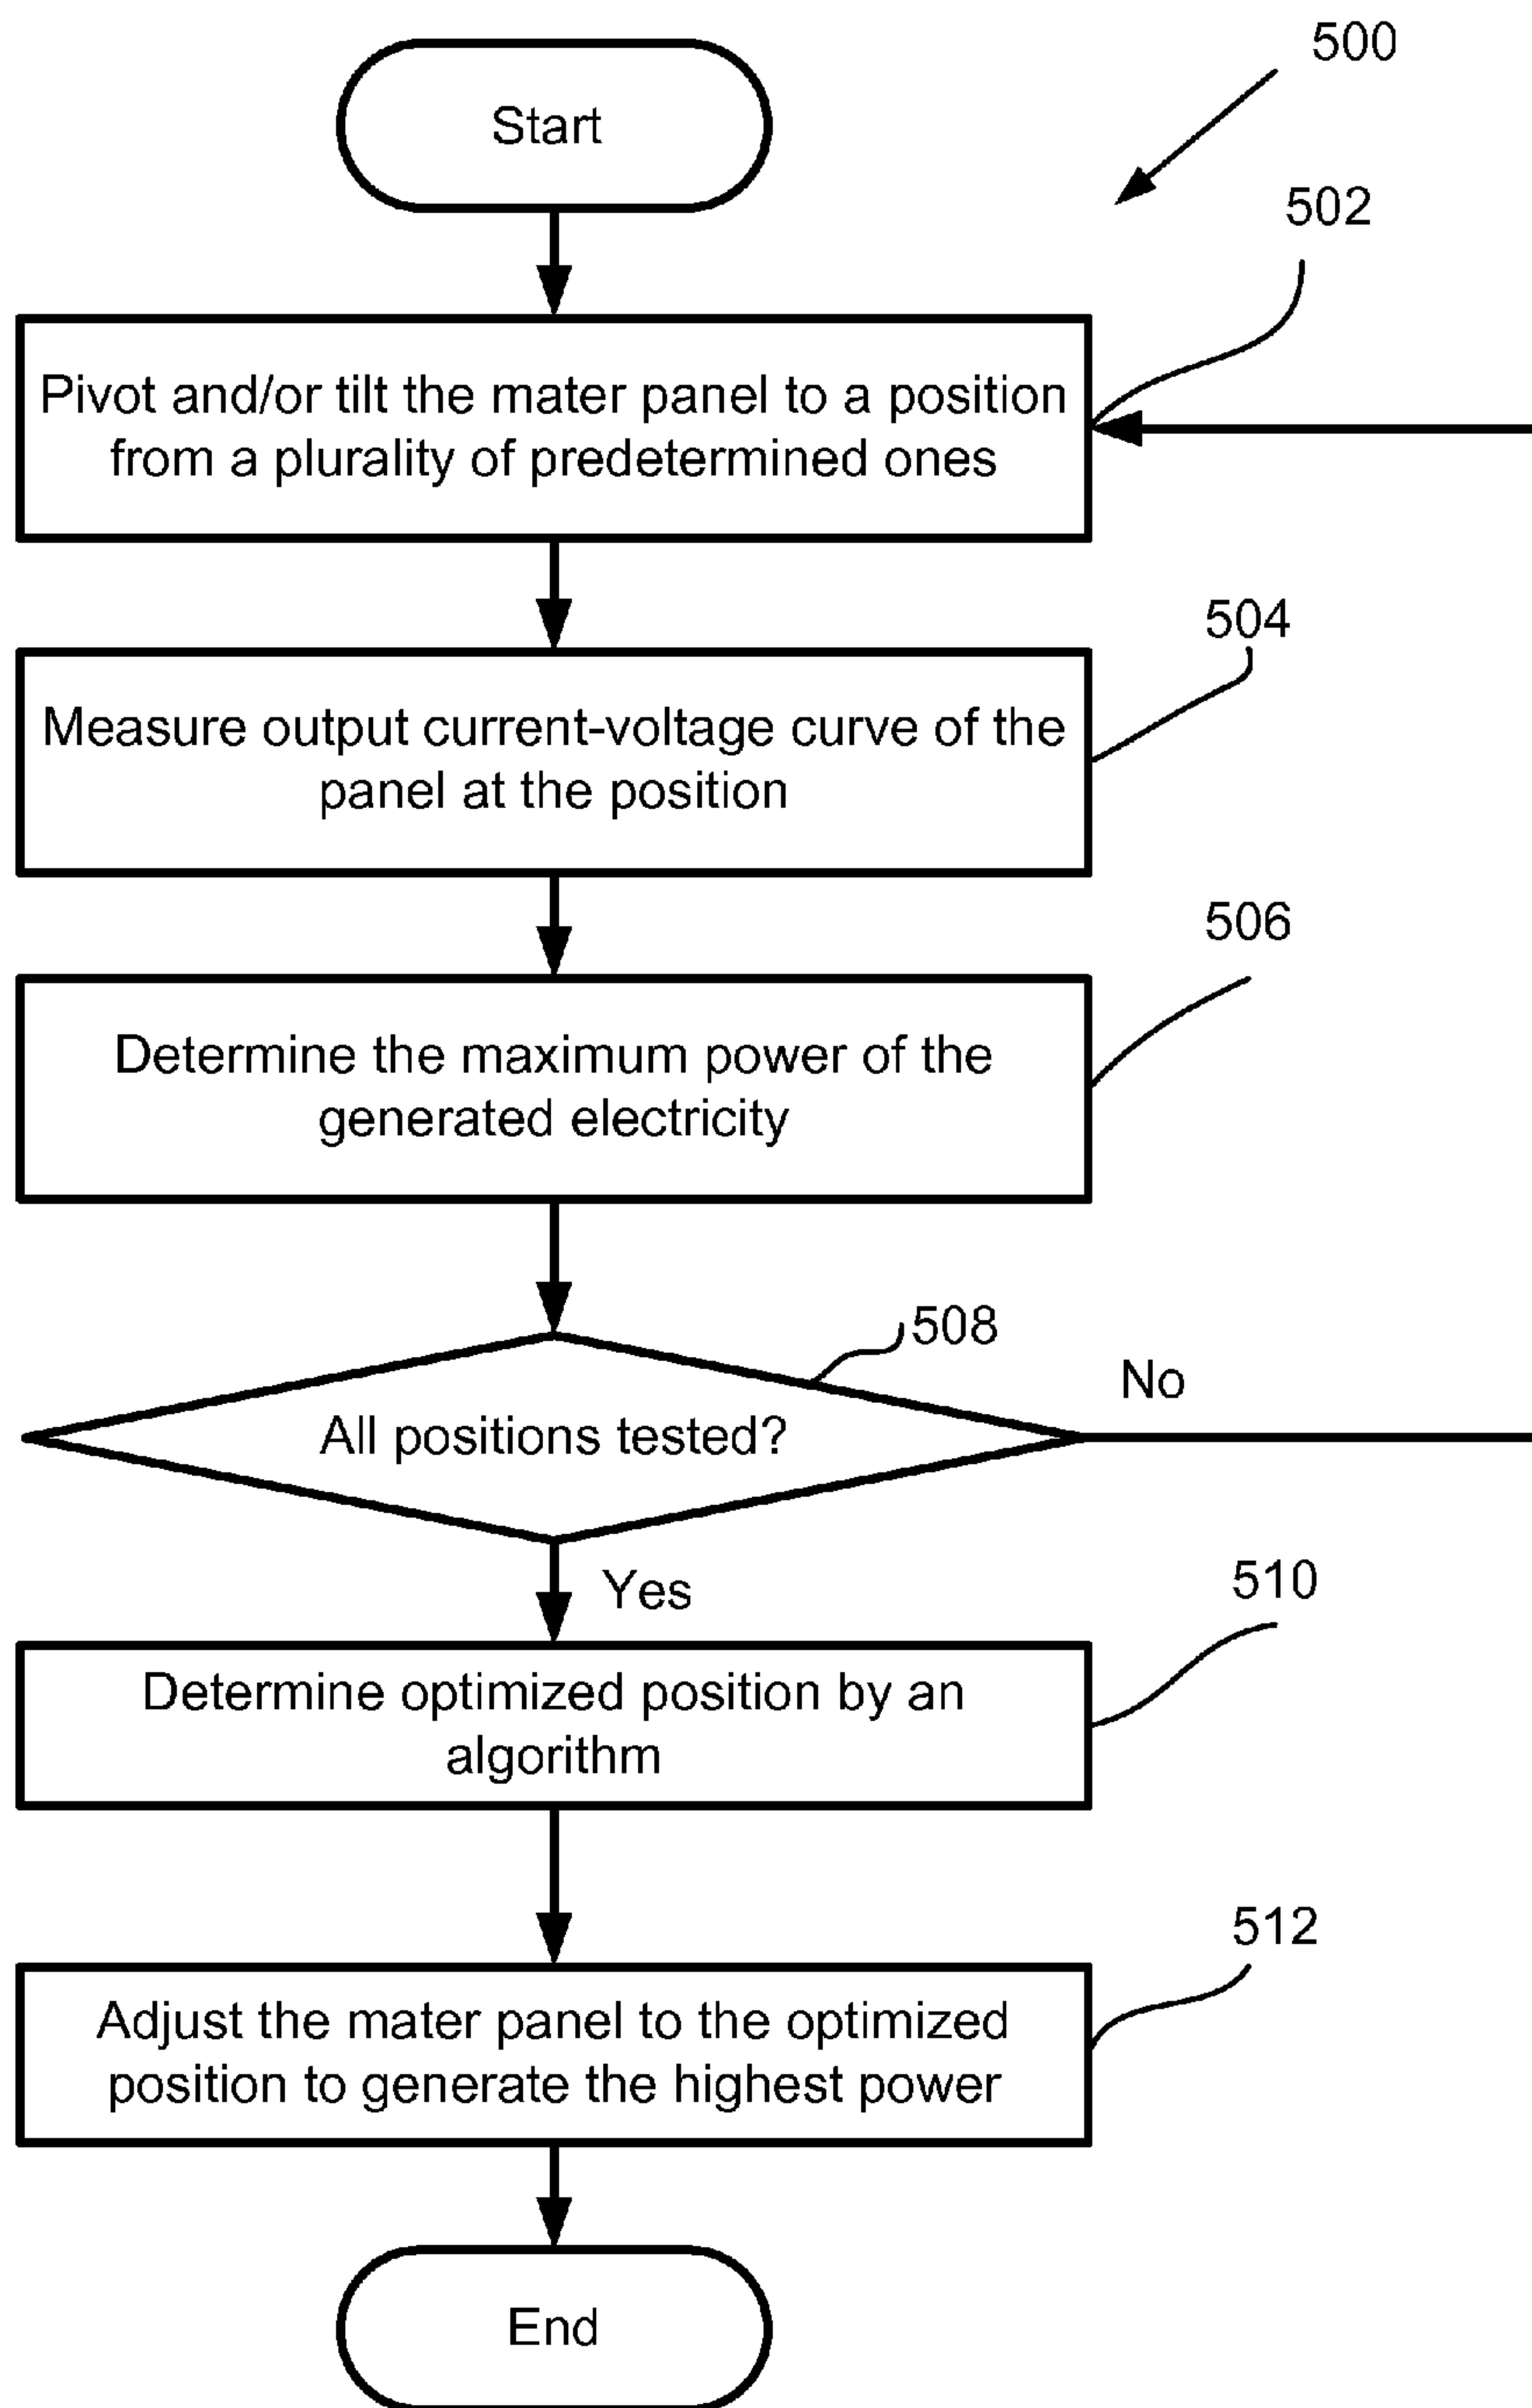 Start
500
502
Pivot and/or tilt the mater panel to a position
from a plurality of predetermined ones
504
Measure output current-voltage curve of the
panel at the position
506
Determine the maximum power of the
generated electricity
508
No
All positions tested?
Yes
510
Determine optimized position by an
algorithm
512
Adjust the mater panel to the optimized
position to generate the highest power
End